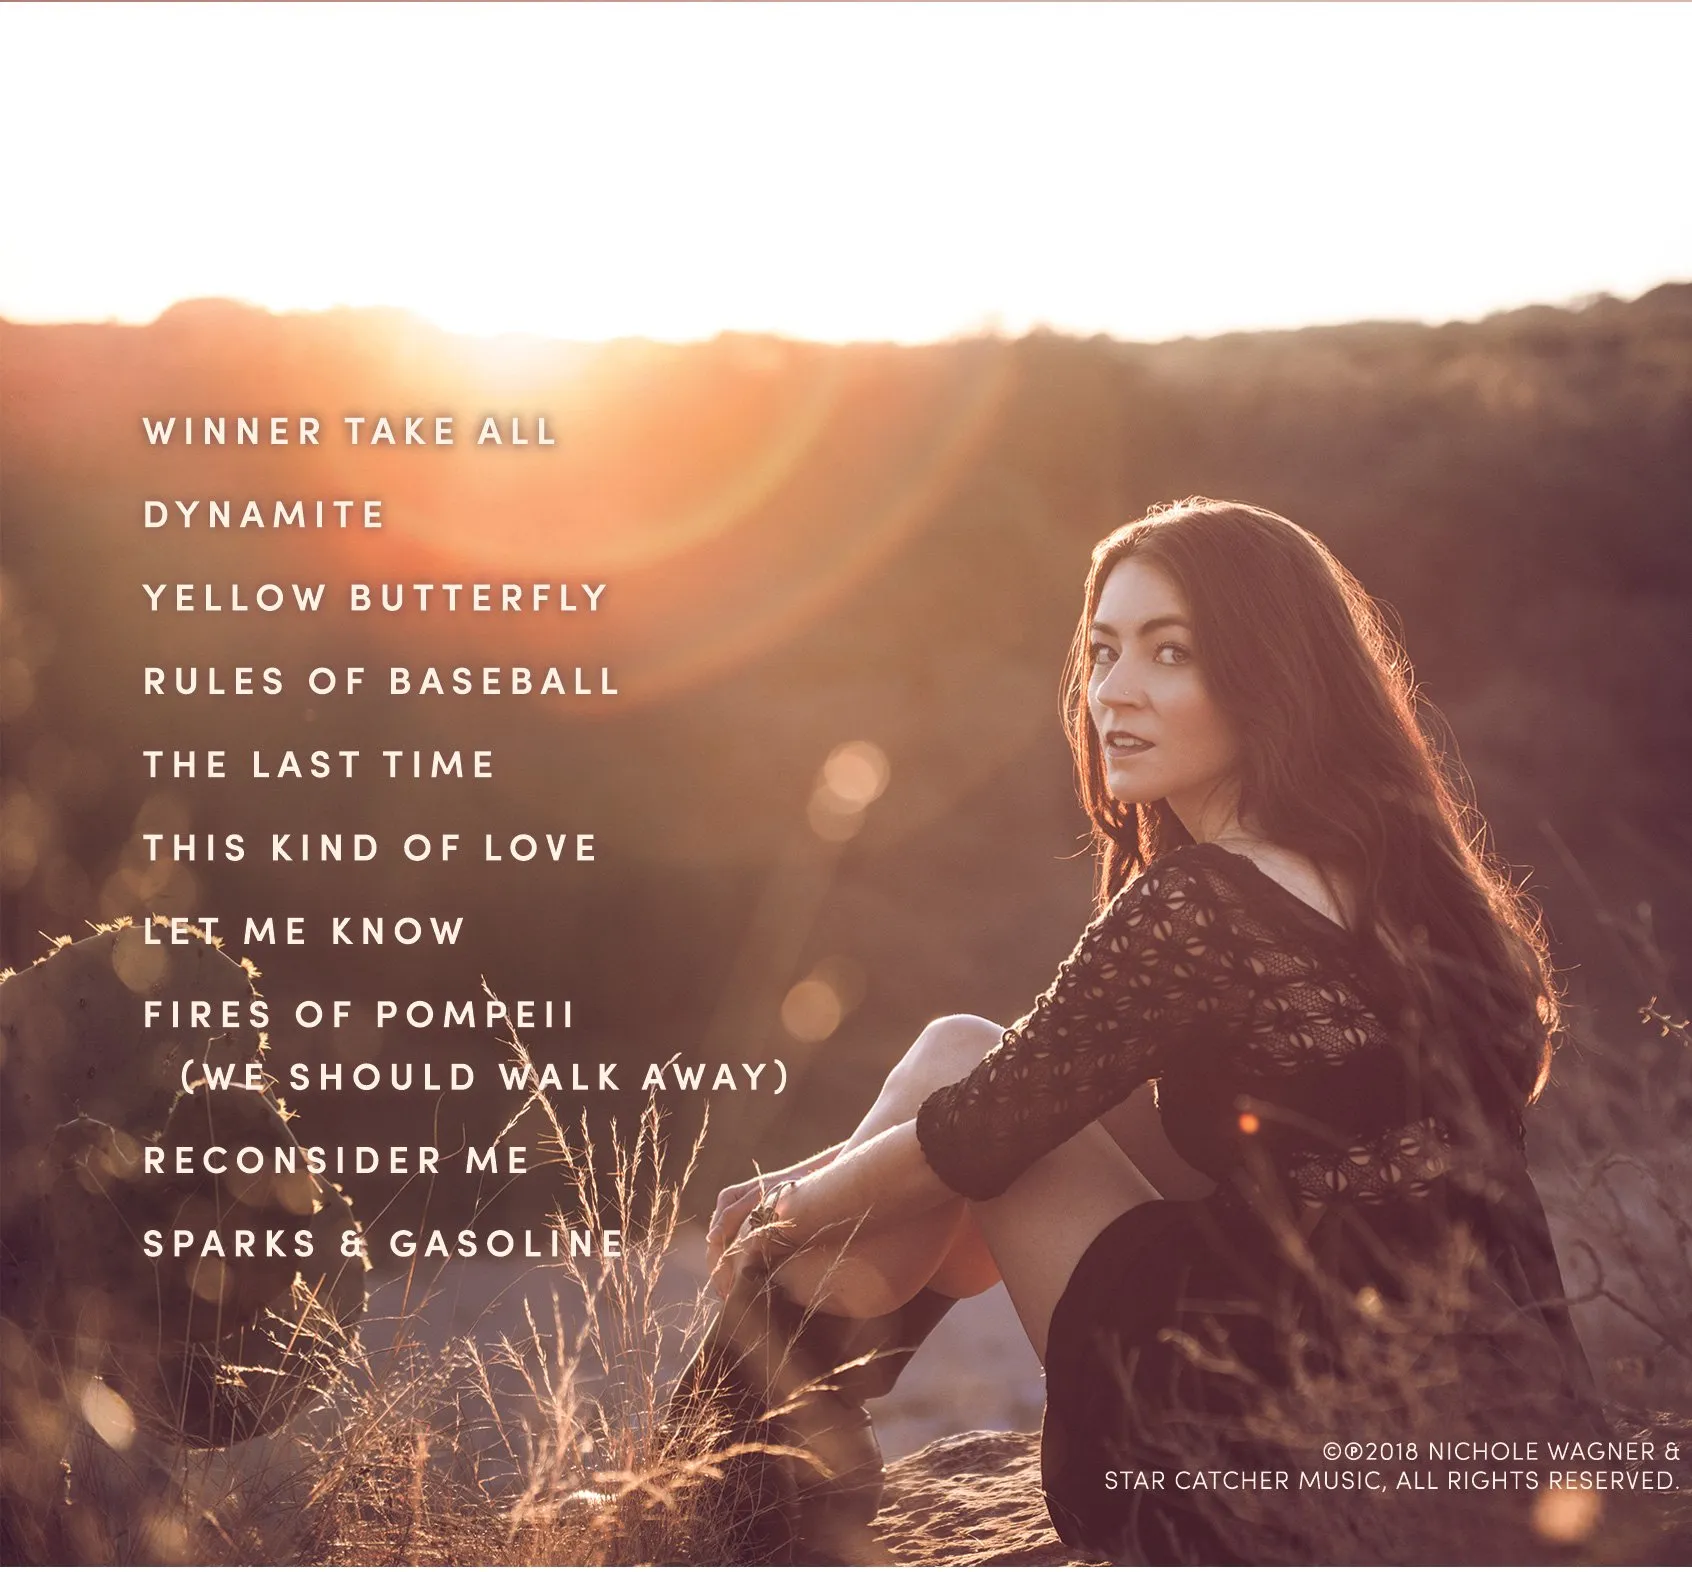 WINNER TAKE ALL
DYNAMITE
YELLOW BUTTERFLY
RULES OF BASEBALL
THE LAST TIME
THIS KIND OF LOVE
LET ME KNOW
FIRES OF POMPEII
(WE SHOULD WALK AWAY)
RECONSIDER ME
SPARKS & GASOLINE
©℗2018 NICHOLE WAGNER &
STAR CATCHER MUSIC, ALL RIGHTS RESERVED.